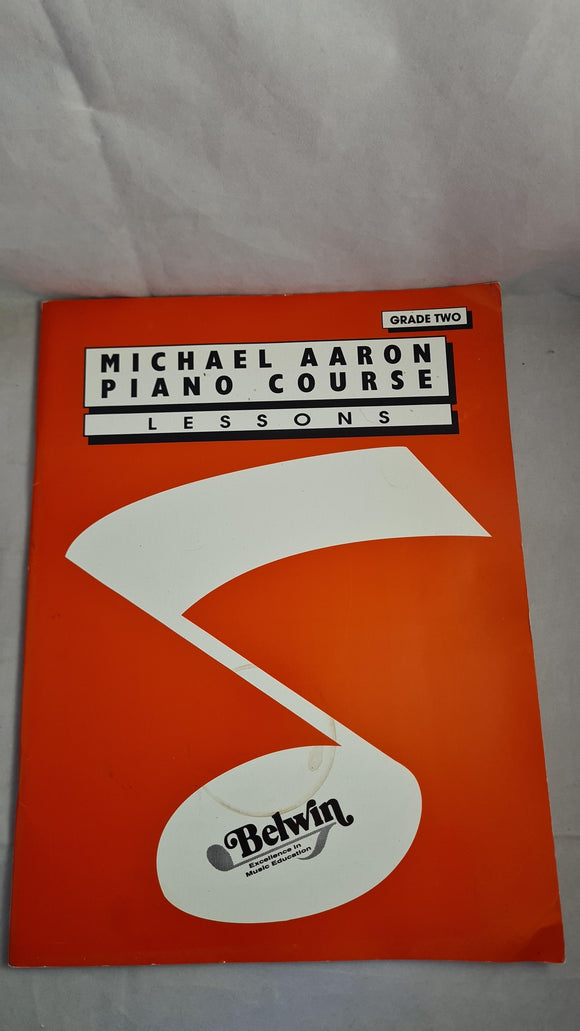 GRADE TWO
MICHAEL AARON
PIANO COURSE
LESSONS
Belwin
Excellence in
Music Education